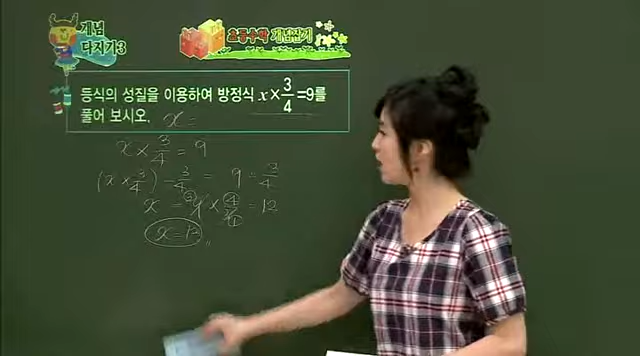 개념
다지기3
초등수학 개념잡기
등식의 성질을 이용하여 방정식 x×3/4=9를
풀어 보시오.
x=
x × 3/4 = 9
(x × 3/4) ÷ 3/4 = 9 ÷ 3/4
x = 9 × 4/3 = 12
x=12